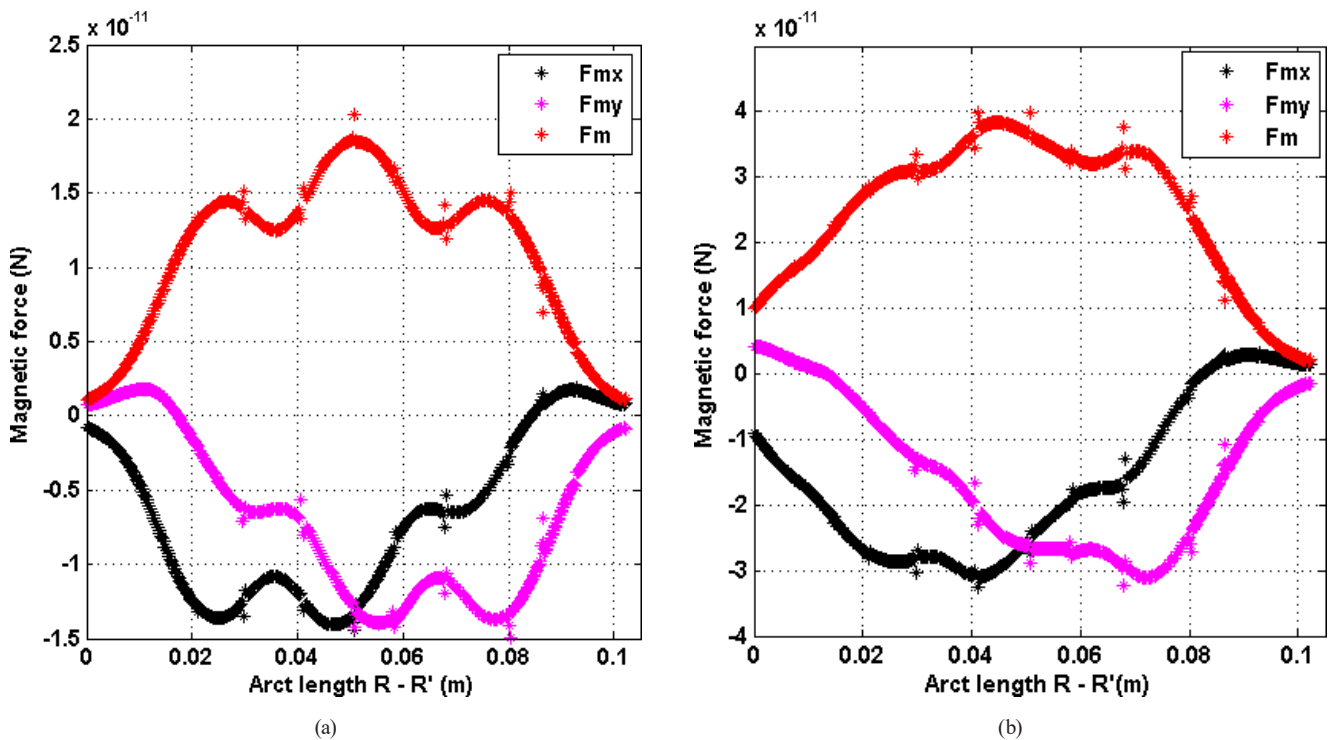 x 10^-11
2.5
2
1.5
1
0.5
0
-0.5
-1
-1.5
Magnetic force (N)
Fmx
Fmy
Fm
0 0.02 0.04 0.06 0.08 0.1
Arct length R - R' (m)
(a)
x 10^-11
4
3
2
1
0
-1
-2
-3
-4
Magnetic force (N)
Fmx
Fmy
Fm
0 0.02 0.04 0.06 0.08 0.1
Arct length R - R'(m)
(b)